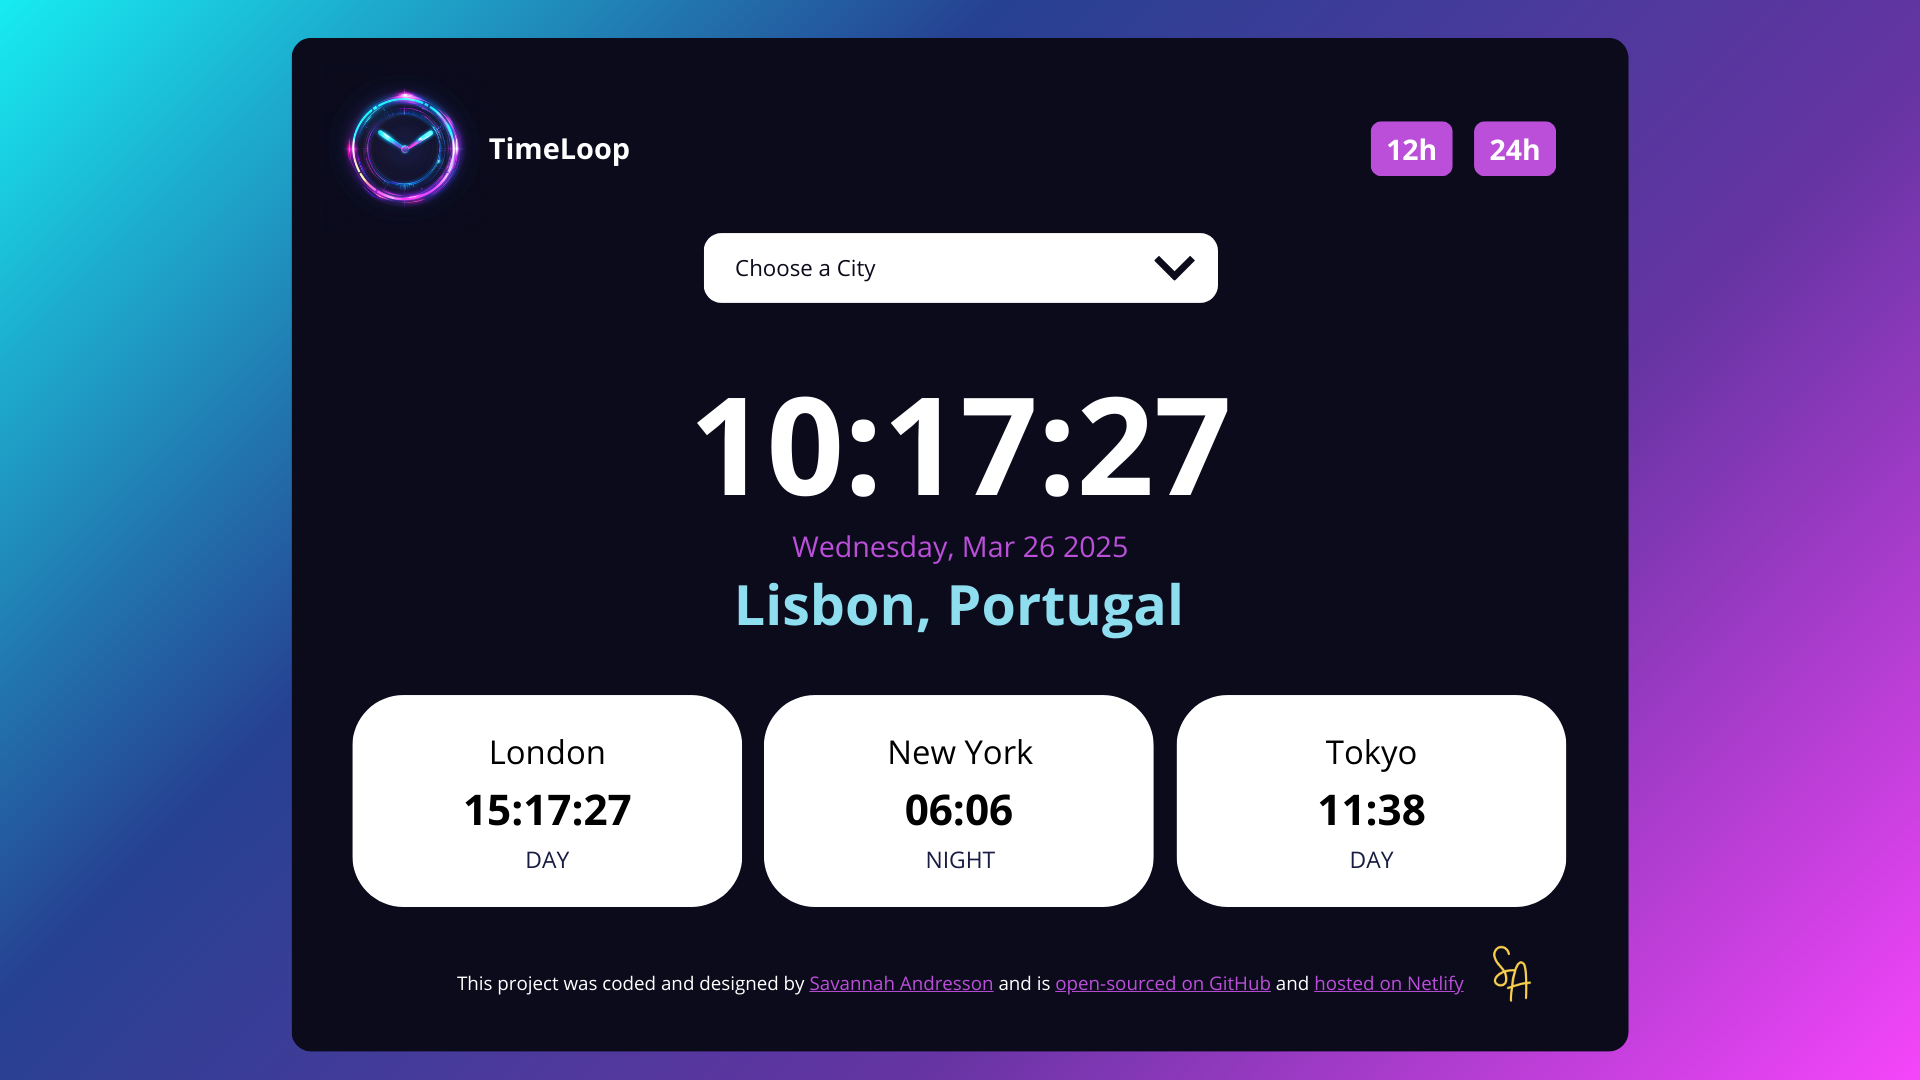 TimeLoop
12h
24h
Choose a City
10:17:27
Wednesday, Mar 26 2025
Lisbon, Portugal
London
15:17:27
DAY
New York
06:06
NIGHT
Tokyo
11:38
DAY
This project was coded and designed by Savannah Andresson and is open-sourced on GitHub and hosted on Netlify
SA